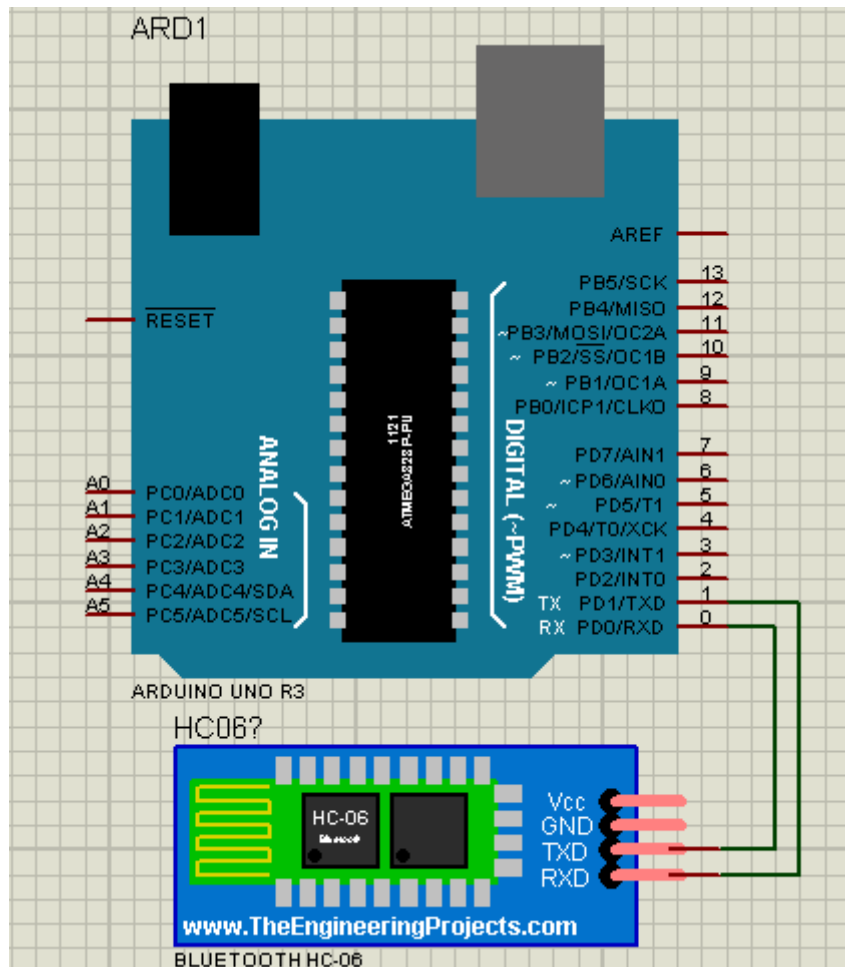 ARD1
AREF
RESET
PB5/SCK 13
PB4/MISO 12
~PB3/MOSI/OC2A 11
~ PB2/SS/OC1B 10
~ PB1/OC1A 9
PB0/ICP1/CLKO 8
1121
ATMEGA328P-PU
DIGITAL (~PWM)
ANALOG IN
PD7/AIN1 7
~PD6/AIN0 6
~ PD5/T1 5
PD4/T0/XCK 4
~PD3/INT1 3
PD2/INT0 2
TX PD1/TXD 1
RX PD0/RXD 0
A0 PC0/ADC0
A1 PC1/ADC1
A2 PC2/ADC2
A3 PC3/ADC3
A4 PC4/ADC4/SDA
A5 PC5/ADC5/SCL
ARDUINO UNO R3
HC06?
HC-06
Bluetooth
Vcc
GND
TXD
RXD
www.TheEngineeringProjects.com
BLUETOOTH HC-06